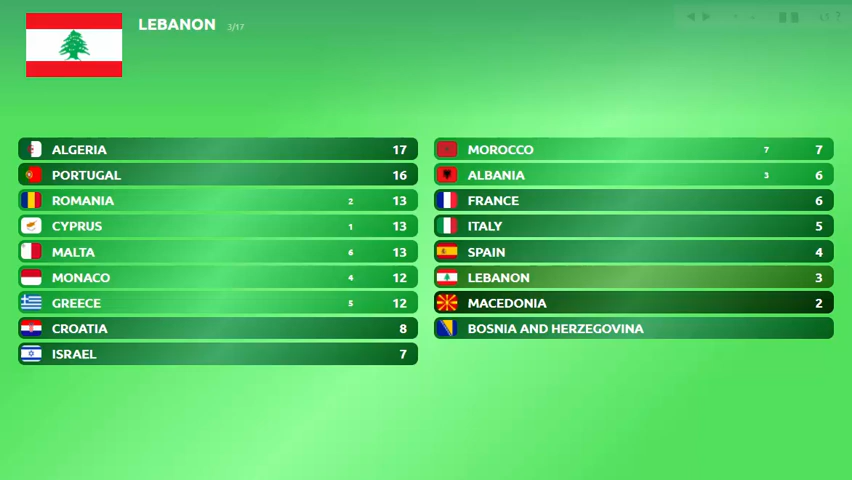 LEBANON 3/17
ALGERIA 17
PORTUGAL 16
ROMANIA 2 13
CYPRUS 1 13
MALTA 6 13
MONACO 4 12
GREECE 5 12
CROATIA 8
ISRAEL 7
MOROCCO 7 7
ALBANIA 3 6
FRANCE 6
ITALY 5
SPAIN 4
LEBANON 3
MACEDONIA 2
BOSNIA AND HERZEGOVINA